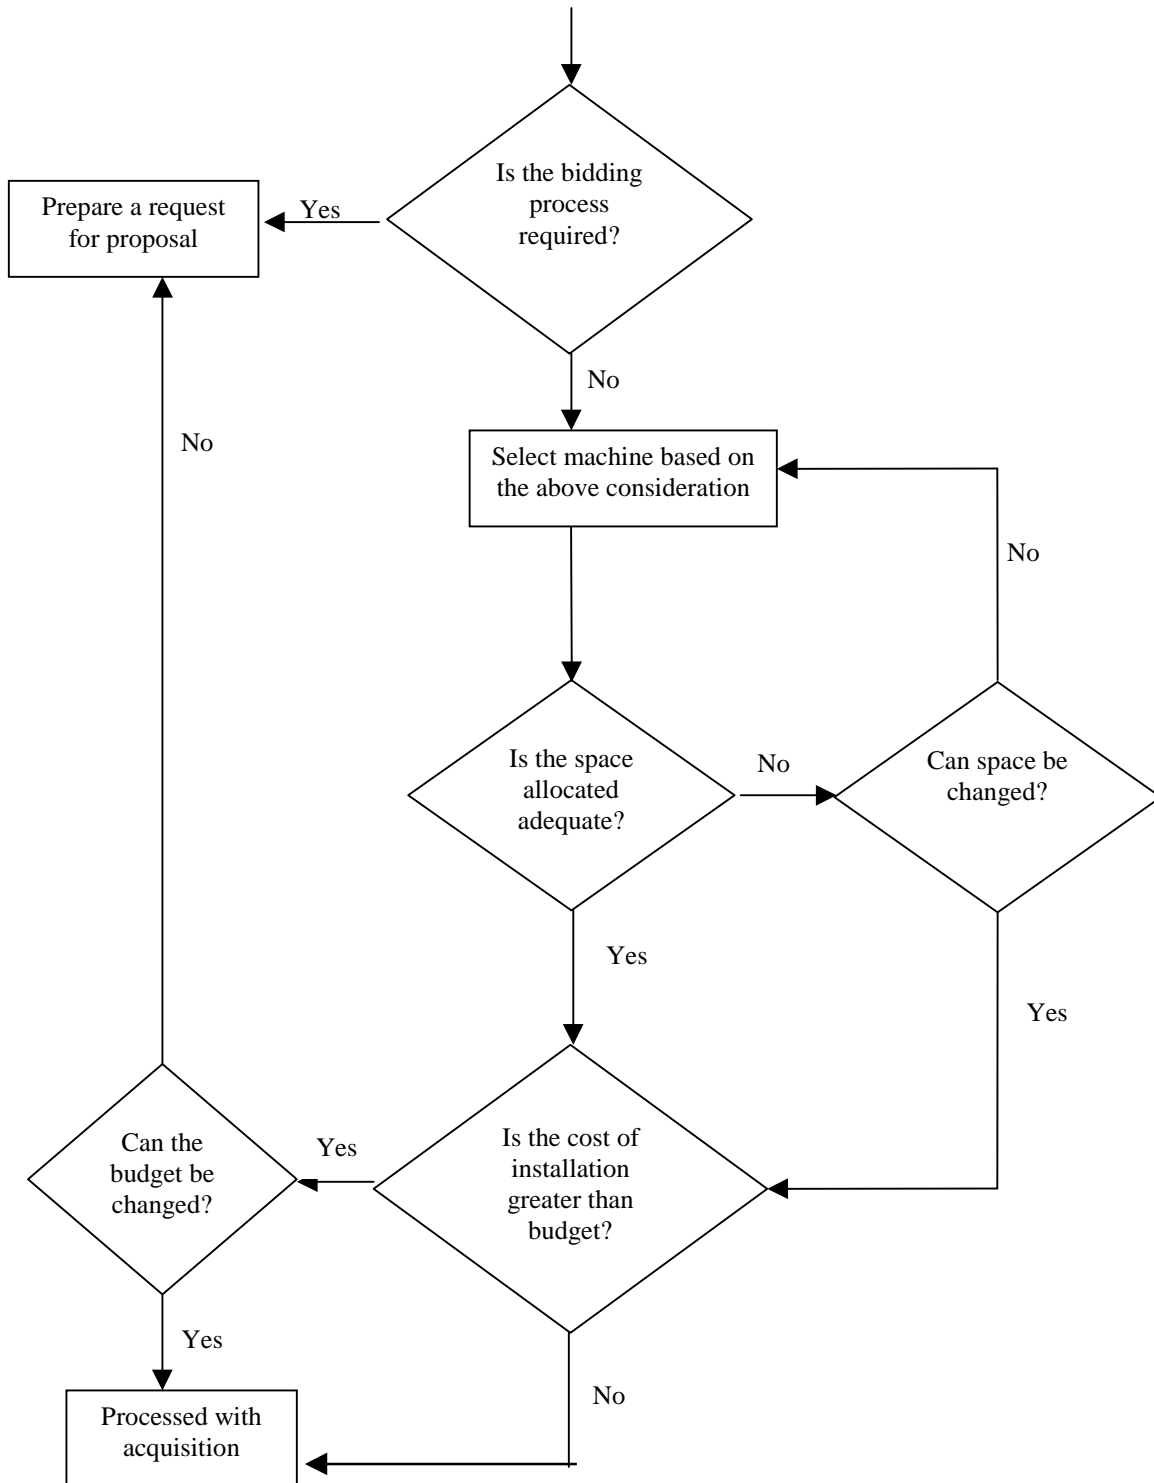 Is the bidding
process
required?
Yes
Prepare a request
for proposal
No
No
Select machine based on
the above consideration
No
Is the space
allocated
adequate?
No
Can space be
changed?
Yes
Yes
Can the
budget be
changed?
Yes
Is the cost of
installation
greater than
budget?
Yes
No
Processed with
acquisition